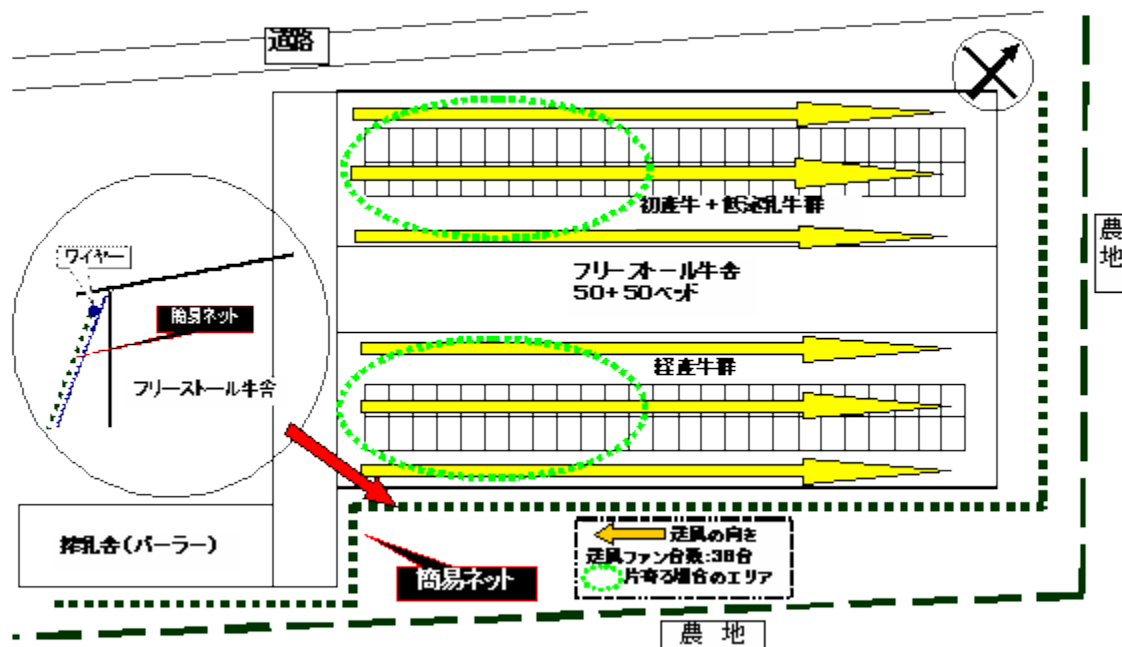 道路
初産牛+低泌乳牛群
農地
ワイヤー
簡易ネット
フリーストール牛舎
フリーストール牛舎
50+50ベッド
経産牛群
搾乳舎(パーラー)
簡易ネット
送風の向き
送風ファン台数:38台
片寄る場合のエリア
農 地